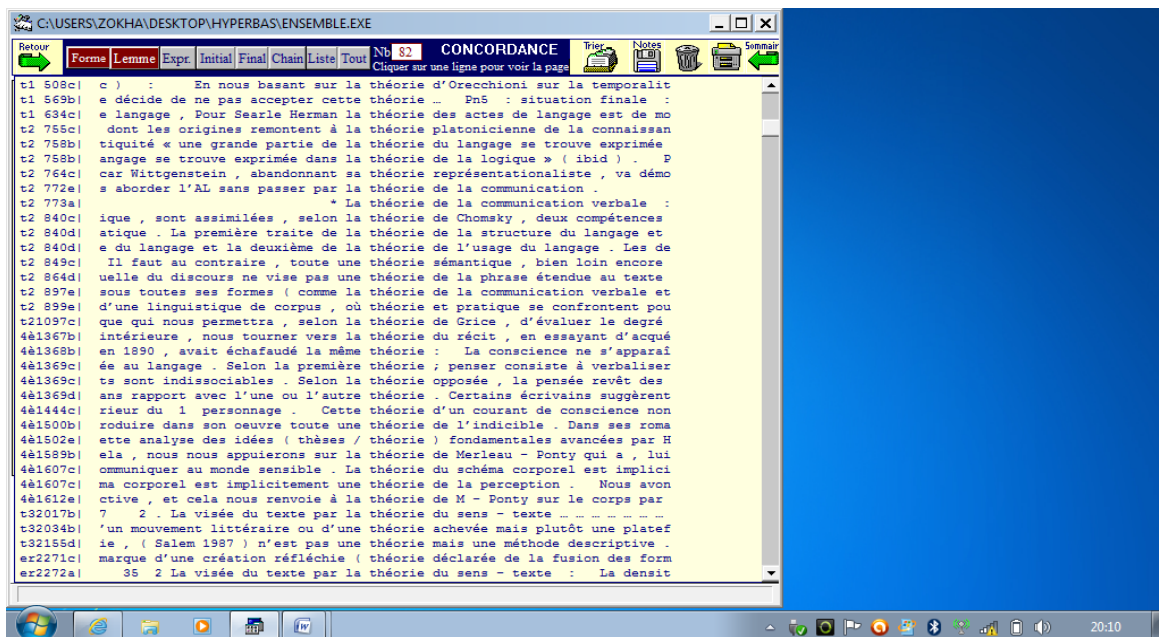 C:\USERS\ZOKHA\DESKTOP\HYPERBAS\ENSEMBLE.EXE
Retour Forme Lemme Expr. Initial Final Chain Liste Tout Nb 82 CONCORDANCE Trier Notes Sommair
Cliquer sur une ligne pour voir la page
t1 508c| c ) : En nous basant sur la théorie d'Orecchioni sur la temporalit
t1 569b| e décide de ne pas accepter cette théorie … Pn5 : situation finale :
t1 634c| e langage , Pour Searle Herman la théorie des actes de langage est de mo
t2 755c| dont les origines remontent à la théorie platonicienne de la connaissan
t2 758b| tiquité « une grande partie de la théorie du langage se trouve exprimée
t2 758b| angage se trouve exprimée dans la théorie de la logique » ( ibid ) . P
t2 764c| car Wittgenstein , abandonnant sa théorie représentationaliste , va démo
t2 772e| s aborder l'AL sans passer par la théorie de la communication .
t2 773a| * La théorie de la communication verbale :
t2 840c| ique , sont assimilées , selon la théorie de Chomsky , deux compétences
t2 840d| atique . La première traite de la théorie de la structure du langage et
t2 840d| e du langage et la deuxième de la théorie de l'usage du langage . Les de
t2 849c| Il faut au contraire , toute une théorie sémantique , bien loin encore
t2 864d| uelle du discours ne vise pas une théorie de la phrase étendue au texte
t2 897e| sous toutes ses formes ( comme la théorie de la communication verbale et
t2 899e| d'une linguistique de corpus , où théorie et pratique se confrontent pou
t21097c| que qui nous permettra , selon la théorie de Grice , d'évaluer le degré
4è1367b| intérieure , nous tourner vers la théorie du récit , en essayant d'acqué
4è1368b| en 1890 , avait échafaudé la même théorie : La conscience ne s'apparaî
4è1369c| ée au langage . Selon la première théorie ; penser consiste à verbaliser
4è1369c| ts sont indissociables . Selon la théorie opposée , la pensée revêt des
4è1369d| ans rapport avec l'une ou l'autre théorie . Certains écrivains suggèrent
4è1444c| rieur du 1 personnage . Cette théorie d'un courant de conscience non
4è1500b| roduire dans son oeuvre toute une théorie de l'indicible . Dans ses roma
4è1502e| ette analyse des idées ( thèses / théorie ) fondamentales avancées par H
4è1589b| ela , nous nous appuierons sur la théorie de Merleau - Ponty qui a , lui
4è1607c| ommuniquer au monde sensible . La théorie du schéma corporel est implici
4è1607c| ma corporel est implicitement une théorie de la perception . Nous avon
4è1612e| ctive , et cela nous renvoie à la théorie de M - Ponty sur le corps par
t32017b| 7 2 . La visée du texte par la théorie du sens - texte … … … … … … …
t32034b| 'un mouvement littéraire ou d'une théorie achevée mais plutôt une platef
t32155d| ie , ( Salem 1987 ) n'est pas une théorie mais une méthode descriptive .
er2271c| marque d'une création réfléchie ( théorie déclarée de la fusion des form
er2272a| 35 2 La visée du texte par la théorie du sens - texte : La densit
20:10